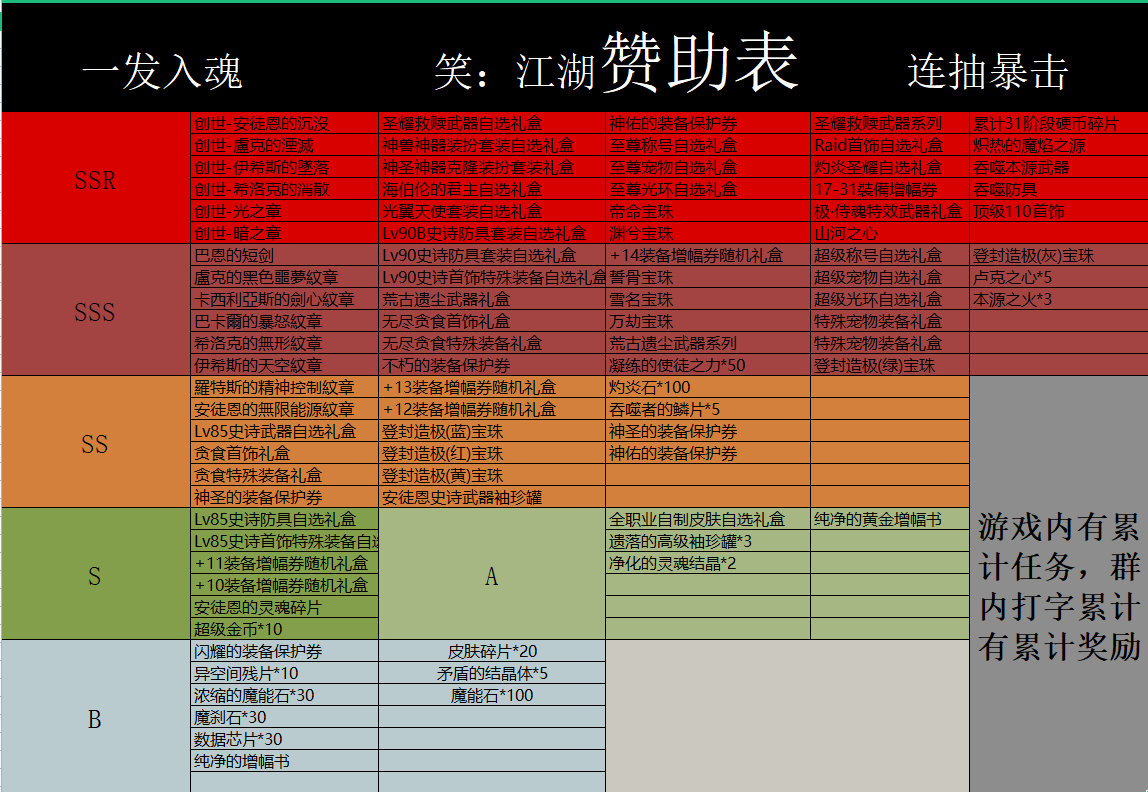 一发入魂 笑：江湖赞助表 连抽暴击
SSR
创世-安徒恩的沉沒 圣耀救赎武器自选礼盒 神佑的装备保护券 圣耀救赎武器系列 累计31阶段硬币碎片
创世-盧克的湮滅 神兽神器装扮套装自选礼盒 至尊称号自选礼盒 Raid首饰自选礼盒 炽热的魔焰之源
创世-伊希斯的墜落 神圣神器克隆装扮套装礼盒 至尊宠物自选礼盒 灼炎圣耀自选礼盒 吞噬本源武器
创世-希洛克的消散 海伯伦的君主自选礼盒 至尊光环自选礼盒 17-31裝備增幅券 吞噬防具
创世-光之章 光翼天使套装自选礼盒 帝命宝珠 极·侍魂特效武器礼盒 顶级110首饰
创世-暗之章 Lv90B史诗防具套装自选礼盒 渊兮宝珠 山河之心
SSS
巴恩的短剑 Lv90史诗防具套装自选礼盒 +14装备增幅券随机礼盒 超级称号自选礼盒 登封造极(灰)宝珠
盧克的黑色噩夢紋章 Lv90史诗首饰特殊装备自选礼盒 誓骨宝珠 超级宠物自选礼盒 卢克之心*5
卡西利亞斯的劍心紋章 荒古遗尘武器礼盒 雪名宝珠 超级光环自选礼盒 本源之火*3
巴卡爾的暴怒紋章 无尽贪食首饰礼盒 万劫宝珠 特殊宠物装备礼盒
希洛克的無形紋章 无尽贪食特殊装备礼盒 荒古遗尘武器系列 特殊宠物装备礼盒
伊希斯的天空紋章 不朽的装备保护券 凝练的使徒之力*50 登封造极(绿)宝珠
SS
羅特斯的精神控制紋章 +13装备增幅券随机礼盒 灼炎石*100
安徒恩的無限能源紋章 +12装备增幅券随机礼盒 吞噬者的鳞片*5
Lv85史诗武器自选礼盒 登封造极(蓝)宝珠 神圣的装备保护券
贪食首饰礼盒 登封造极(红)宝珠 神佑的装备保护券
贪食特殊装备礼盒 登封造极(黄)宝珠
神圣的装备保护券 安徒恩史诗武器袖珍罐
S
Lv85史诗防具自选礼盒
Lv85史诗首饰特殊装备自
+11装备增幅券随机礼盒
+10装备增幅券随机礼盒
安徒恩的灵魂碎片
超级金币*10
A
全职业自制皮肤自选礼盒 纯净的黄金增幅书
遗落的高级袖珍罐*3
净化的灵魂结晶*2
B
闪耀的装备保护券 皮肤碎片*20
异空间残片*10 矛盾的结晶体*5
浓缩的魔能石*30 魔能石*100
魔刹石*30
数据芯片*30
纯净的增幅书
游戏内有累
计任务，群
内打字累计
有累计奖励